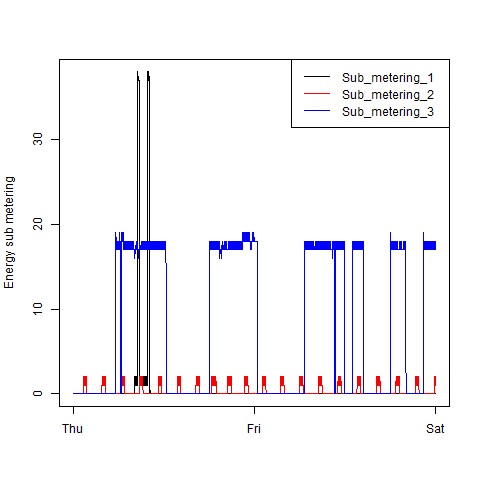 Sub_metering_1
Sub_metering_2
Sub_metering_3
Energy sub metering
30
20
10
0
Thu
Fri
Sat